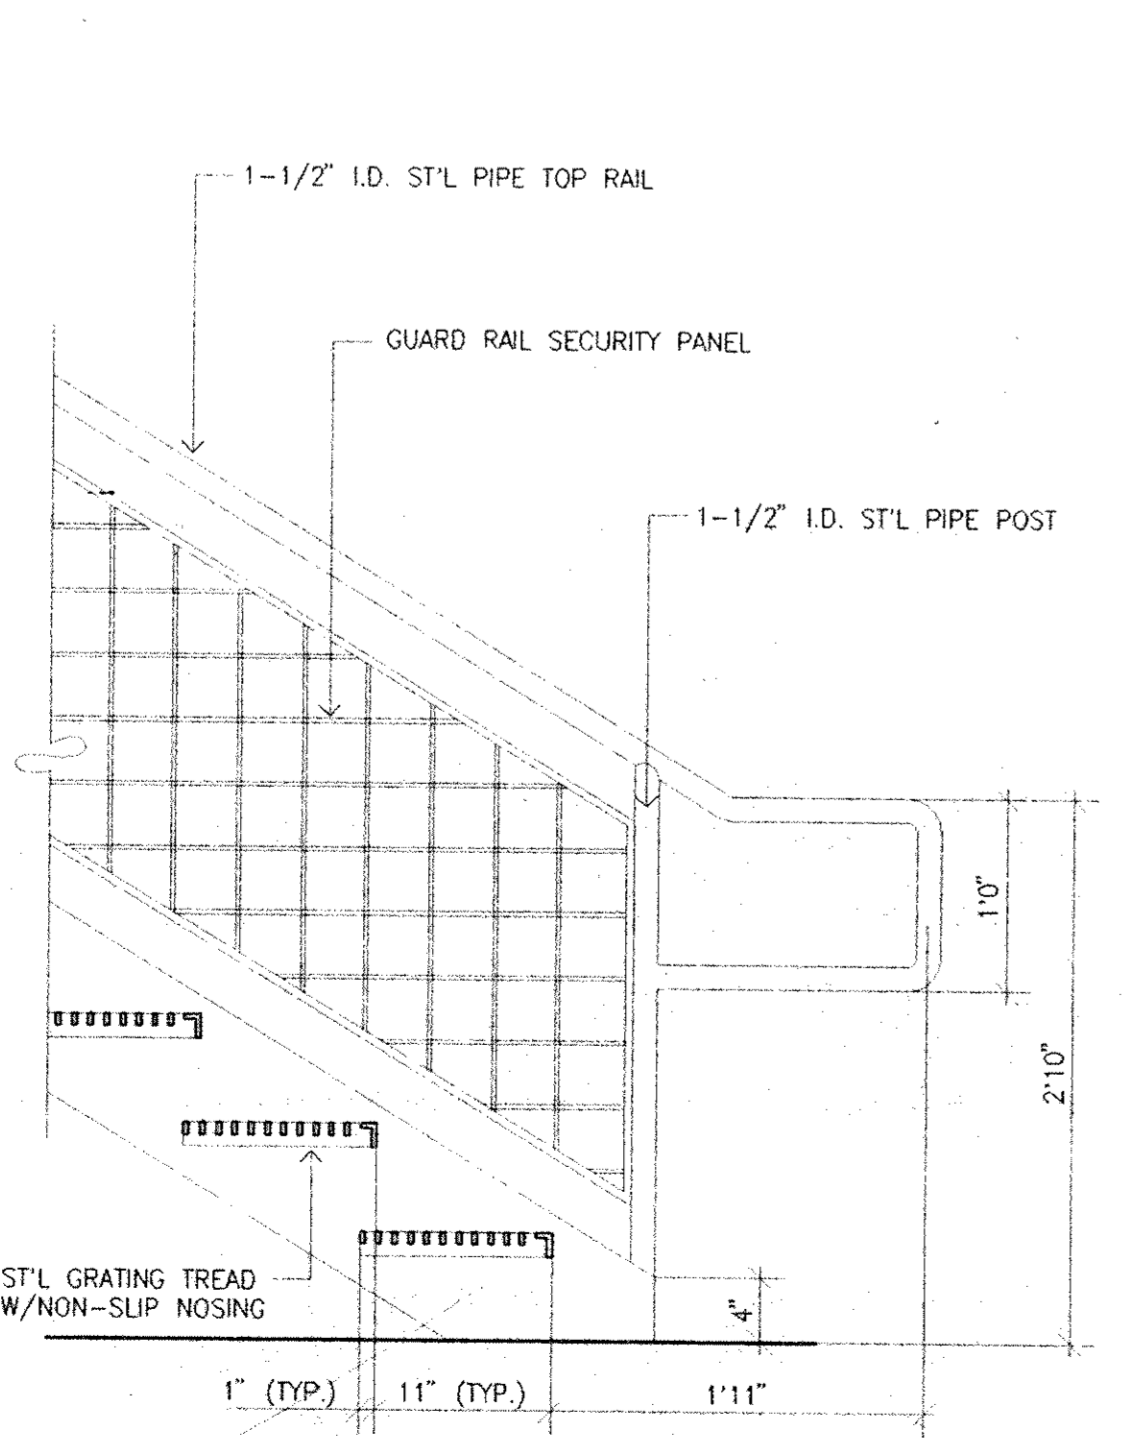 1-1/2" I.D. ST'L PIPE TOP RAIL
GUARD RAIL SECURITY PANEL
1-1/2" I.D. ST'L PIPE POST
1'0"
2'10"
ST'L GRATING TREAD
W/NON-SLIP NOSING
4"
1" (TYP.)
11" (TYP.)
1'11"